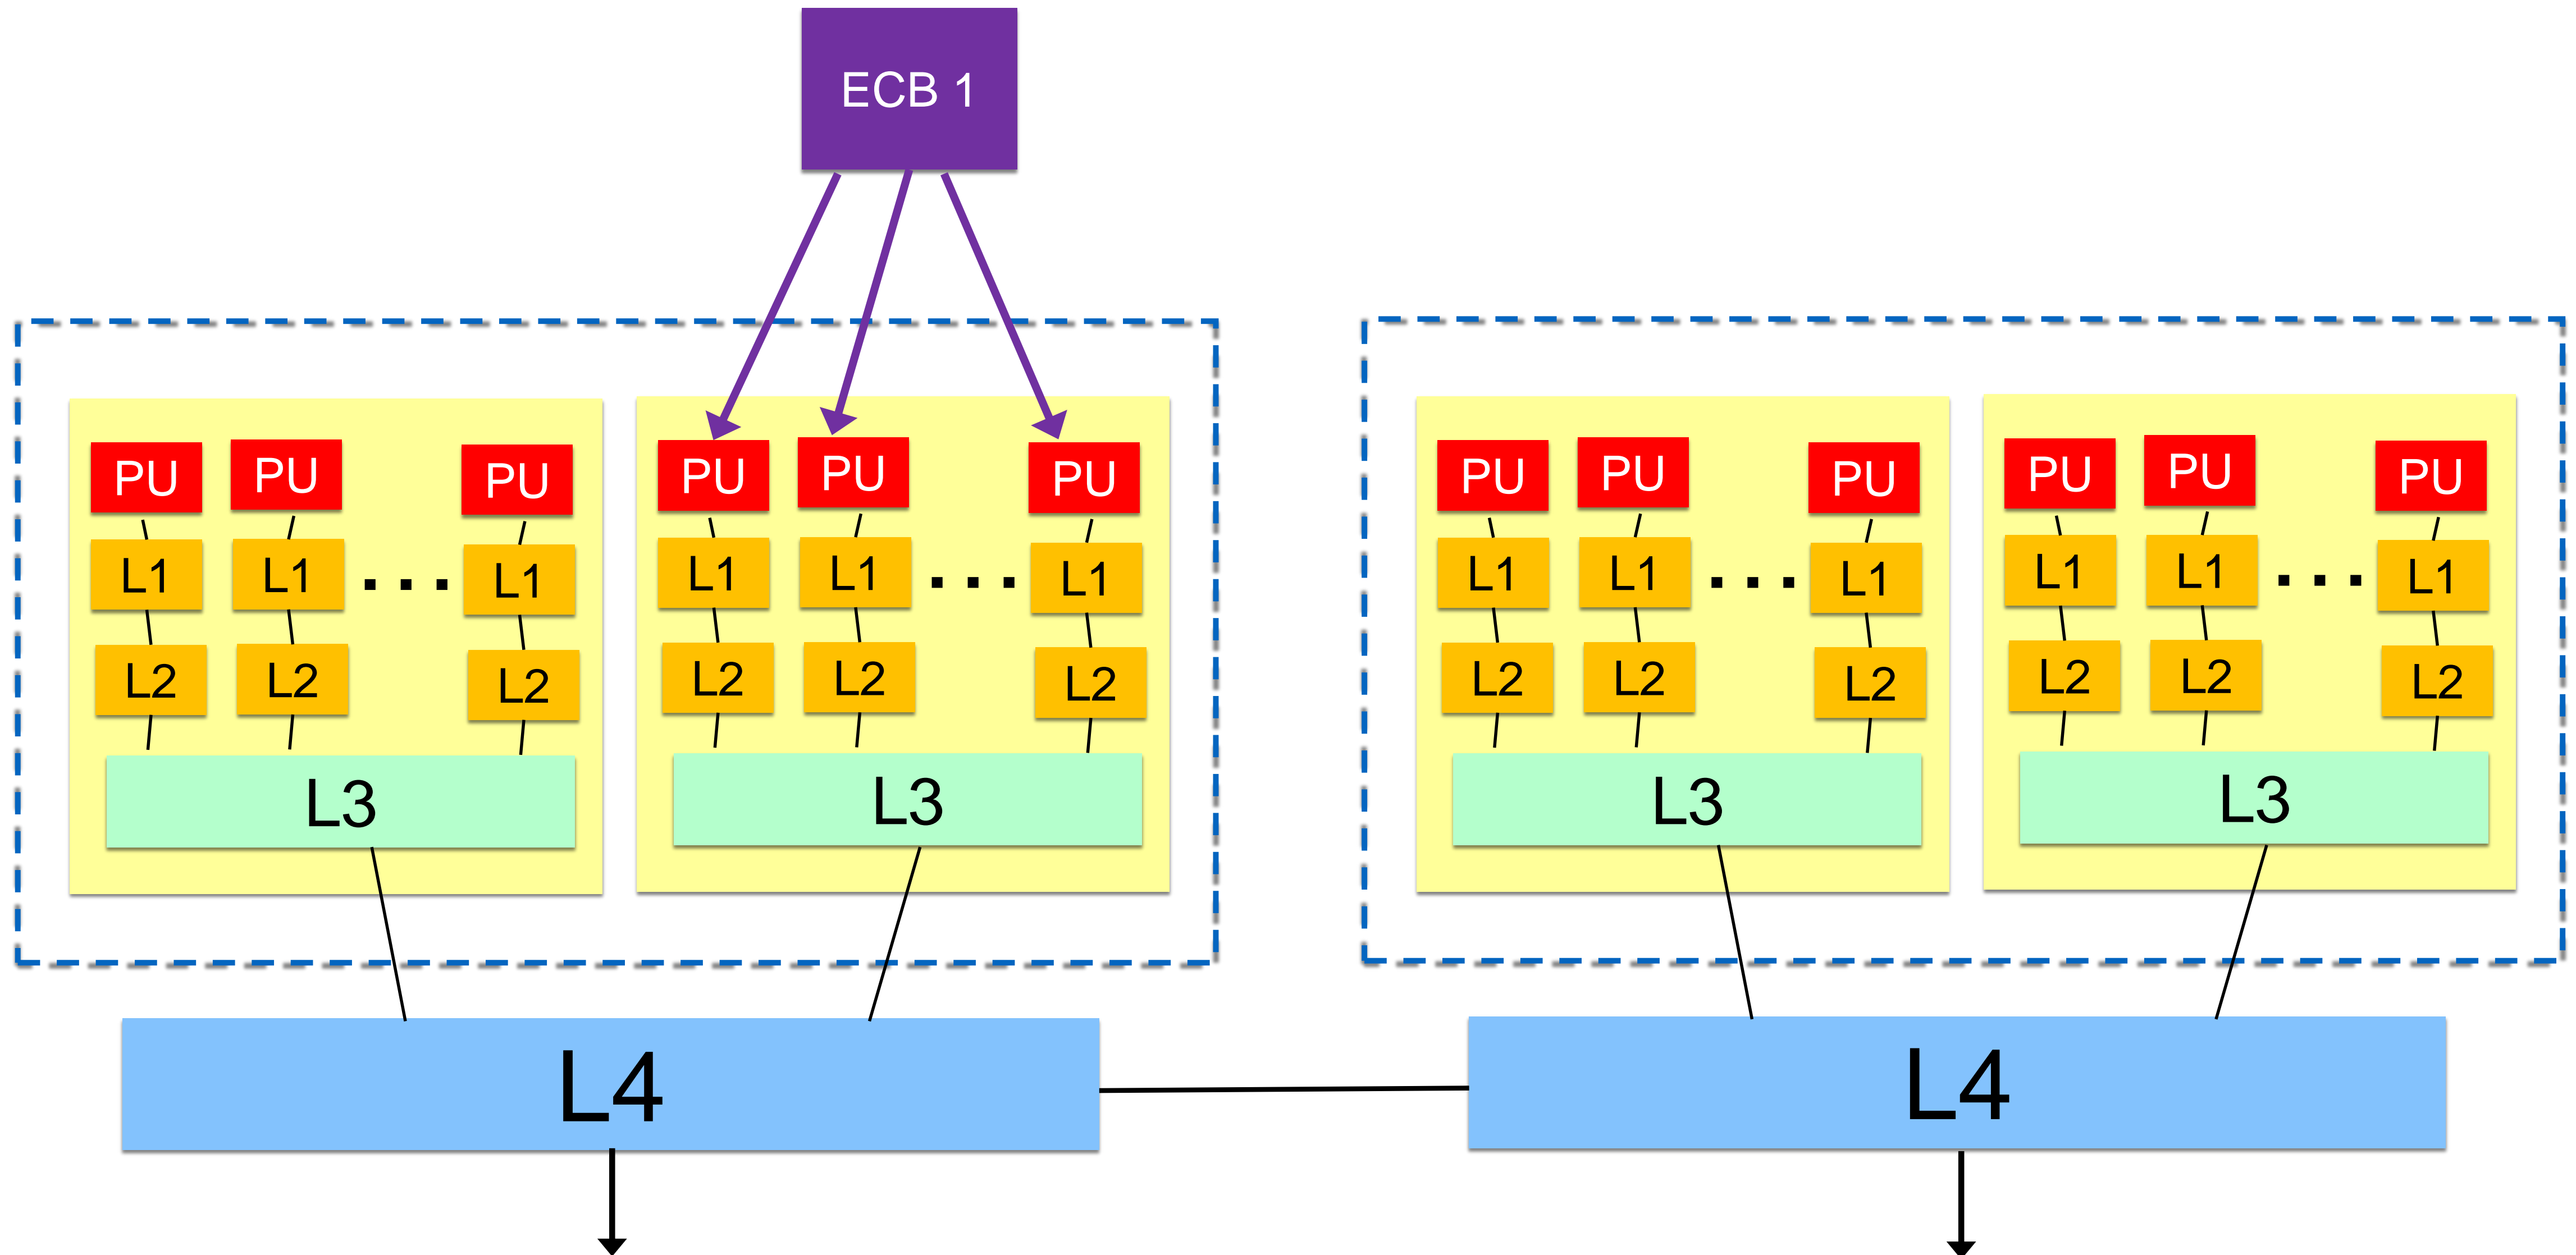 ECB 1
PU PU PU PU PU PU PU PU PU PU PU PU
L1 L1 ... L1 L1 L1 ... L1 L1 L1 ... L1 L1 L1 ... L1
L2 L2 L2 L2 L2 L2 L2 L2 L2 L2 L2 L2
L3 L3 L3 L3
L4 L4